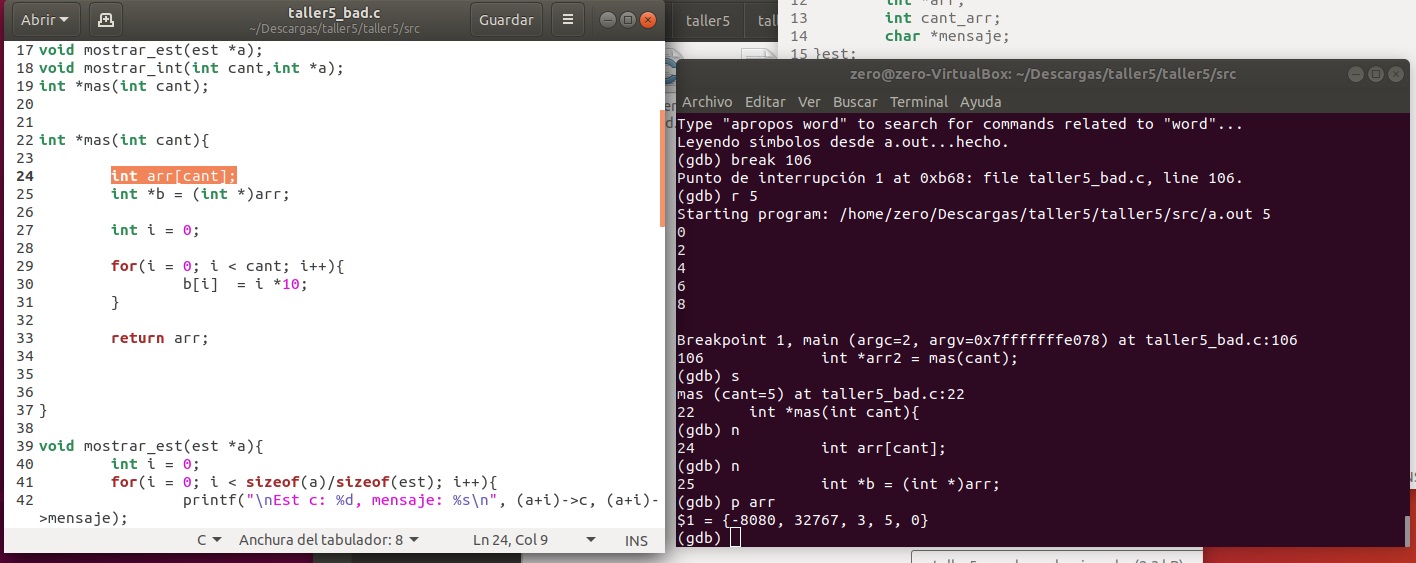 Abrir
taller5_bad.c
~/Descargas/taller5/taller5/src
Guardar
17 void mostrar_est(est *a);
18 void mostrar_int(int cant,int *a);
19 int *mas(int cant);
20
21
22 int *mas(int cant){
23
24         int arr[cant];
25         int *b = (int *)arr;
26
27         int i = 0;
28
29         for(i = 0; i < cant; i++){
30                 b[i]  = i *10;
31         }
32
33         return arr;
34
35
36
37 }
38
39 void mostrar_est(est *a){
40         int i = 0;
41         for(i = 0; i < sizeof(a)/sizeof(est); i++){
42                 printf("\nEst c: %d, mensaje: %s\n", (a+i)->c, (a+i)-
>mensaje);
C
Anchura del tabulador: 8
Ln 24, Col 9
INS
taller5
12         int *arr;
13         int cant_arr;
14         char *mensaje;
15 }est;
zero@zero-VirtualBox: ~/Descargas/taller5/taller5/src
Archivo Editar Ver Buscar Terminal Ayuda
Type "apropos word" to search for commands related to "word"...
Leyendo símbolos desde a.out...hecho.
(gdb) break 106
Punto de interrupción 1 at 0xb68: file taller5_bad.c, line 106.
(gdb) r 5
Starting program: /home/zero/Descargas/taller5/taller5/src/a.out 5
0
2
4
6
8
Breakpoint 1, main (argc=2, argv=0x7fffffffe078) at taller5_bad.c:106
106             int *arr2 = mas(cant);
(gdb) s
mas (cant=5) at taller5_bad.c:22
22      int *mas(int cant){
(gdb) n
24              int arr[cant];
(gdb) n
25              int *b = (int *)arr;
(gdb) p arr
$1 = {-8080, 32767, 3, 5, 0}
(gdb)